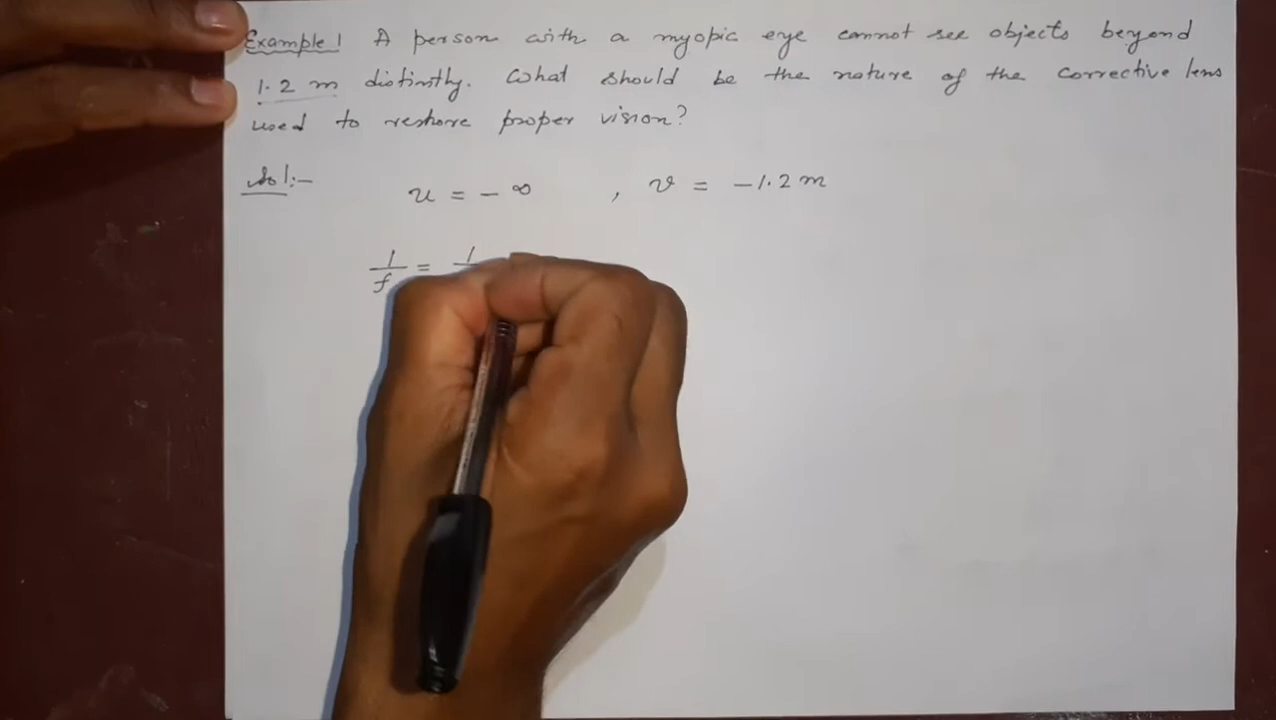 Example 1 A person with a myopic eye cannot see objects beyond
1.2 m distinctly. What should be the nature of the corrective lens
used to restore proper vision?
Sol:- u = - ∞ , v = -1.2 m
1/f = 1/